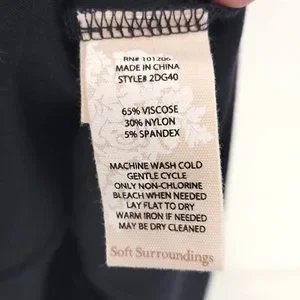 RN# 101206
MADE IN CHINA
STYLE# 2DG40
65% VISCOSE
30% NYLON
5% SPANDEX
MACHINE WASH COLD
GENTLE CYCLE
ONLY NON-CHLORINE
BLEACH WHEN NEEDED
LAY FLAT TO DRY
WARM IRON IF NEEDED
MAY BE DRY CLEANED
Soft Surroundings